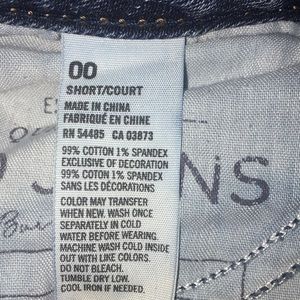 00
SHORT/COURT
MADE IN CHINA
FABRIQUÉ EN CHINE
RN 54485 CA 03873
99% COTTON 1% SPANDEX
EXCLUSIVE OF DECORATION
99% COTTON 1% SPANDEX
SANS LES DÉCORATIONS
COLOR MAY TRANSFER
WHEN NEW. WASH ONCE
SEPARATELY IN COLD
WATER BEFORE WEARING.
MACHINE WASH COLD INSIDE
OUT WITH LIKE COLORS.
DO NOT BLEACH.
TUMBLE DRY LOW.
COOL IRON IF NEEDED.